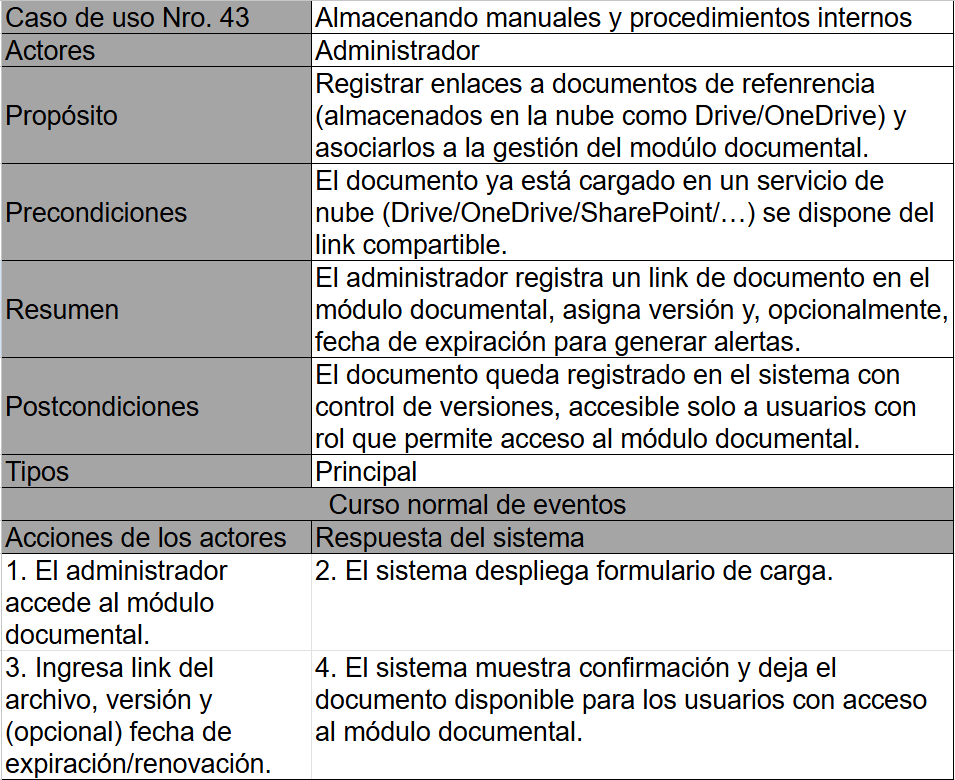 Caso de uso Nro. 43
Almacenando manuales y procedimientos internos
Actores
Administrador
Propósito
Registrar enlaces a documentos de refenrencia
(almacenados en la nube como Drive/OneDrive) y
asociarlos a la gestión del modúlo documental.
Precondiciones
El documento ya está cargado en un servicio de
nube (Drive/OneDrive/SharePoint/…) se dispone del
link compartible.
Resumen
El administrador registra un link de documento en el
módulo documental, asigna versión y, opcionalmente,
fecha de expiración para generar alertas.
Postcondiciones
El documento queda registrado en el sistema con
control de versiones, accesible solo a usuarios con
rol que permite acceso al módulo documental.
Tipos
Principal
Curso normal de eventos
Acciones de los actores
Respuesta del sistema
1. El administrador
accede al módulo
documental.
2. El sistema despliega formulario de carga.
3. Ingresa link del
archivo, versión y
(opcional) fecha de
expiración/renovación.
4. El sistema muestra confirmación y deja el
documento disponible para los usuarios con acceso
al módulo documental.